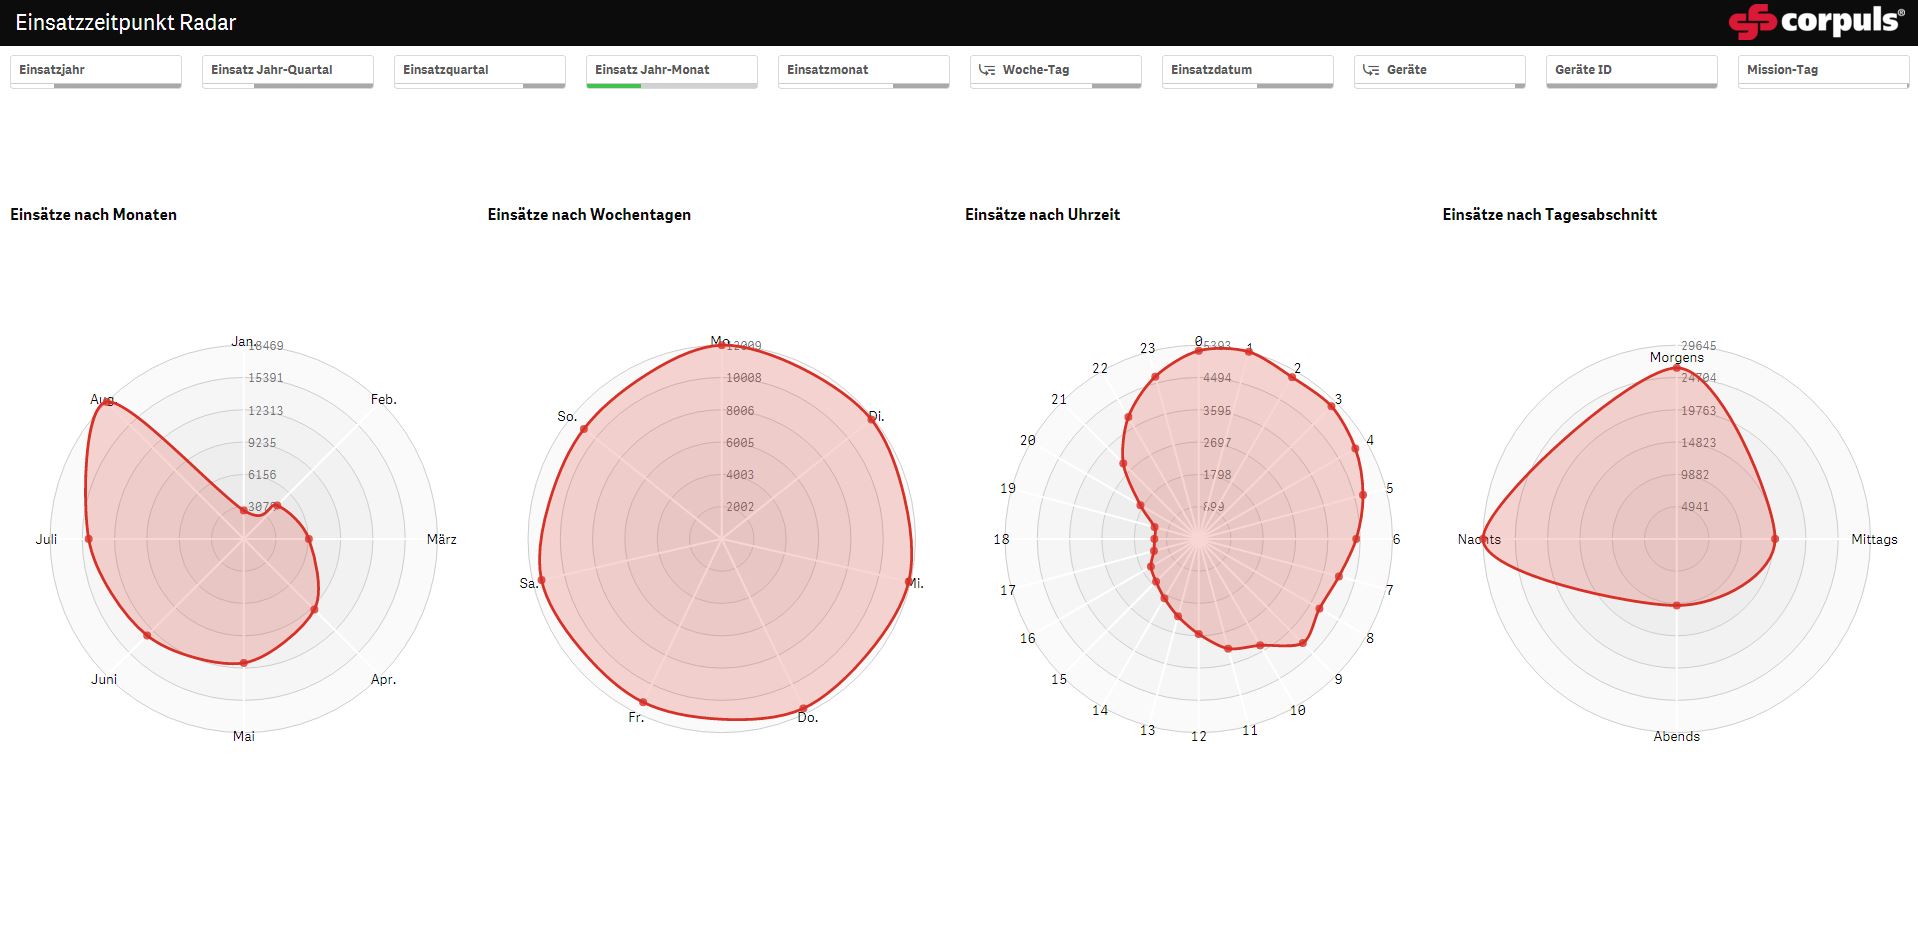 Einsatzzeitpunkt Radar
corpuls®
Einsatzjahr
Einsatz Jahr-Quartal
Einsatzquartal
Einsatz Jahr-Monat
Einsatzmonat
Woche-Tag
Einsatzdatum
Geräte
Geräte ID
Mission-Tag
Einsätze nach Monaten
Jan.
18469
15391
12313
9235
6156
3079
Feb.
März
Apr.
Mai
Juni
Juli
Aug.
Einsätze nach Wochentagen
Mo.
12009
10008
8006
6005
4003
2002
Di.
Mi.
Do.
Fr.
Sa.
So.
Einsätze nach Uhrzeit
5393
4494
3595
2697
1798
899
0
1
2
3
4
5
6
7
8
9
10
11
12
13
14
15
16
17
18
19
20
21
22
23
Einsätze nach Tagesabschnitt
29645
Morgens
24704
19763
14823
9882
4941
Mittags
Abends
Nachts